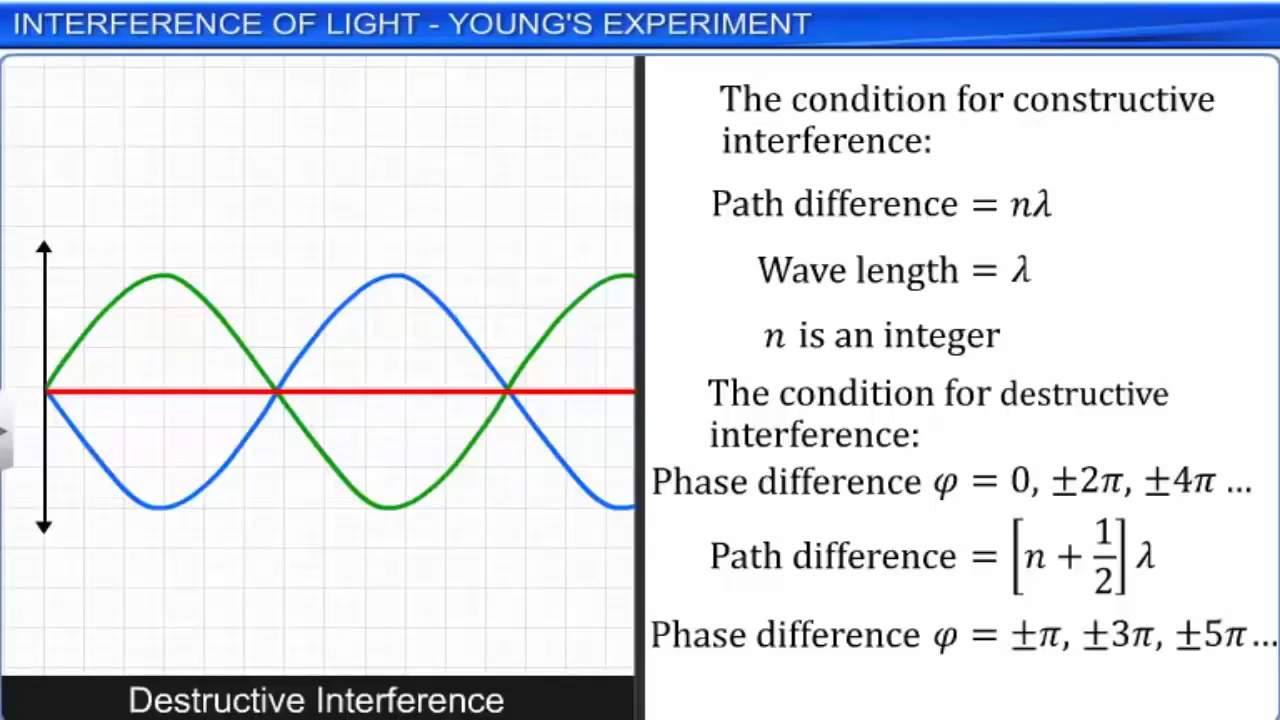 INTERFERENCE OF LIGHT - YOUNG'S EXPERIMENT
The condition for constructive
interference:
Path difference = nλ
Wave length = λ
n is an integer
The condition for destructive
interference:
Phase difference φ = 0, ±2π, ±4π ...
Path difference = [n + 1/2] λ
Phase difference φ = ±π, ±3π, ±5π...
Destructive Interference